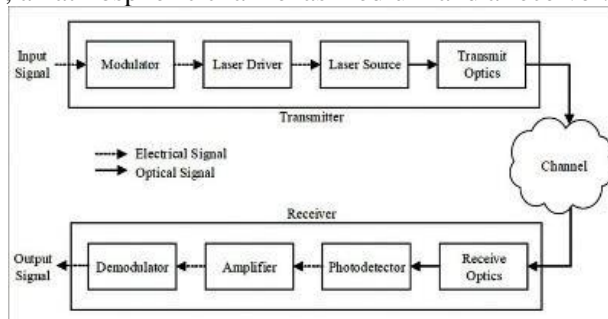 Input
Signal
Modulator
Laser Driver
Laser Source
Transmit
Optics
Transmitter
Electrical Signal
Optical Signal
Channel
Receiver
Output
Signal
Demodulator
Amplifier
Photodetector
Receive
Optics